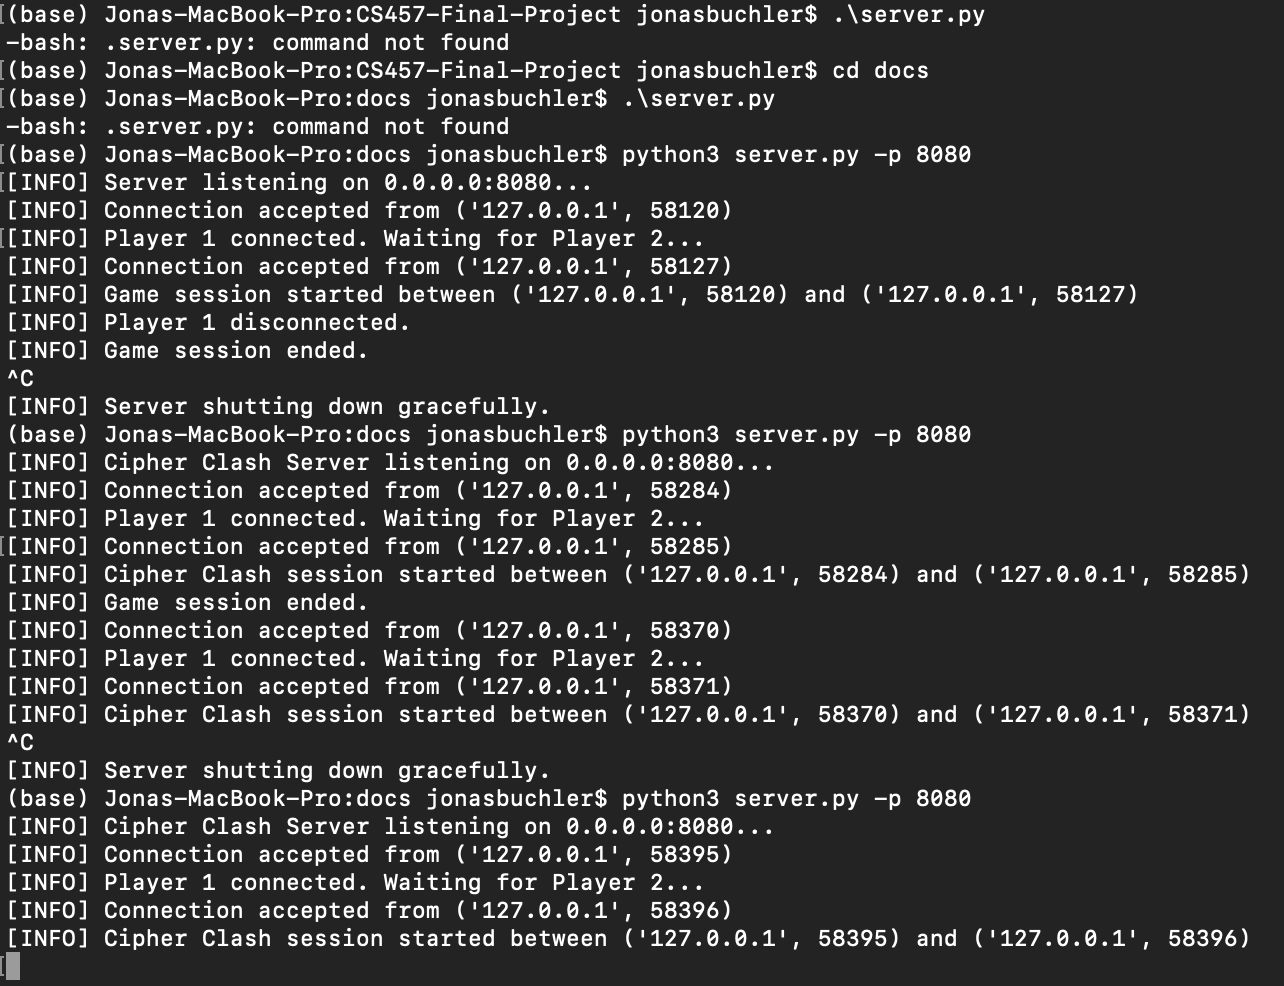 (base) Jonas-MacBook-Pro:CS457-Final-Project jonasbuchler$ .\server.py
-bash: .server.py: command not found
(base) Jonas-MacBook-Pro:CS457-Final-Project jonasbuchler$ cd docs
(base) Jonas-MacBook-Pro:docs jonasbuchler$ .\server.py
-bash: .server.py: command not found
(base) Jonas-MacBook-Pro:docs jonasbuchler$ python3 server.py -p 8080
[INFO] Server listening on 0.0.0.0:8080...
[INFO] Connection accepted from ('127.0.0.1', 58120)
[INFO] Player 1 connected. Waiting for Player 2...
[INFO] Connection accepted from ('127.0.0.1', 58127)
[INFO] Game session started between ('127.0.0.1', 58120) and ('127.0.0.1', 58127)
[INFO] Player 1 disconnected.
[INFO] Game session ended.
^C
[INFO] Server shutting down gracefully.
(base) Jonas-MacBook-Pro:docs jonasbuchler$ python3 server.py -p 8080
[INFO] Cipher Clash Server listening on 0.0.0.0:8080...
[INFO] Connection accepted from ('127.0.0.1', 58284)
[INFO] Player 1 connected. Waiting for Player 2...
[INFO] Connection accepted from ('127.0.0.1', 58285)
[INFO] Cipher Clash session started between ('127.0.0.1', 58284) and ('127.0.0.1', 58285)
[INFO] Game session ended.
[INFO] Connection accepted from ('127.0.0.1', 58370)
[INFO] Player 1 connected. Waiting for Player 2...
[INFO] Connection accepted from ('127.0.0.1', 58371)
[INFO] Cipher Clash session started between ('127.0.0.1', 58370) and ('127.0.0.1', 58371)
^C
[INFO] Server shutting down gracefully.
(base) Jonas-MacBook-Pro:docs jonasbuchler$ python3 server.py -p 8080
[INFO] Cipher Clash Server listening on 0.0.0.0:8080...
[INFO] Connection accepted from ('127.0.0.1', 58395)
[INFO] Player 1 connected. Waiting for Player 2...
[INFO] Connection accepted from ('127.0.0.1', 58396)
[INFO] Cipher Clash session started between ('127.0.0.1', 58395) and ('127.0.0.1', 58396)